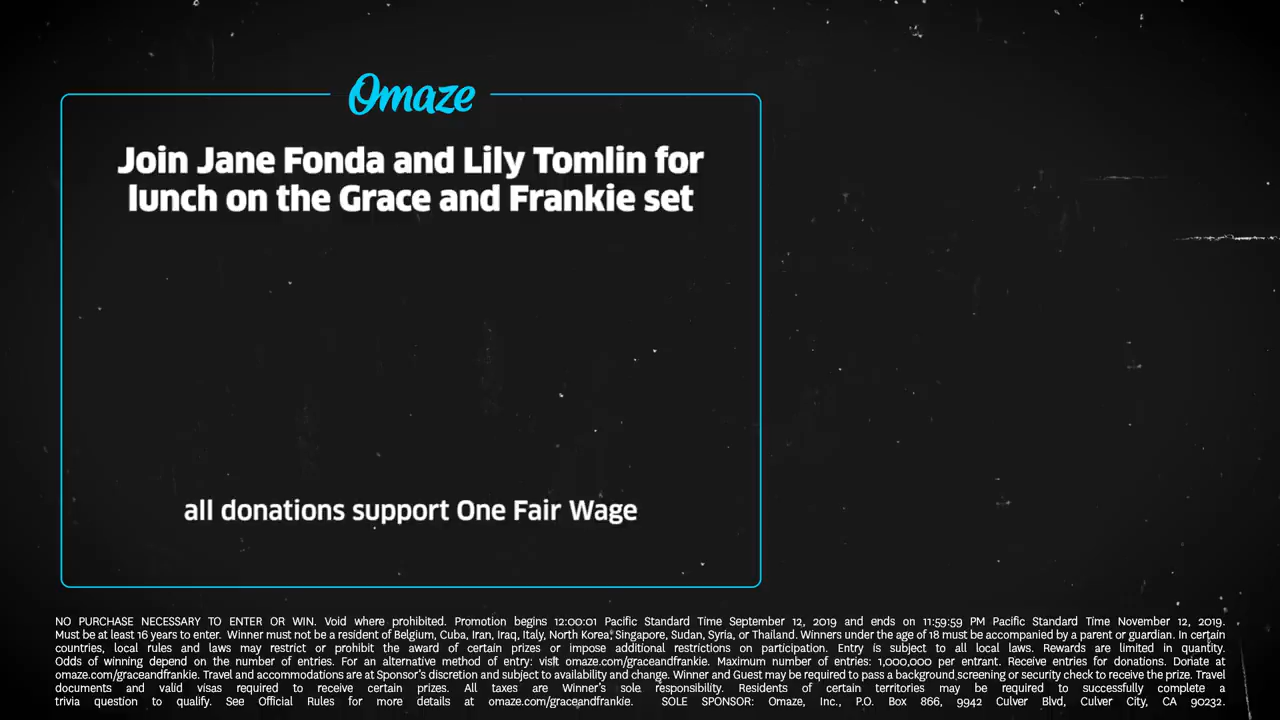 Omaze
Join Jane Fonda and Lily Tomlin for
lunch on the Grace and Frankie set
all donations support One Fair Wage
NO PURCHASE NECESSARY TO ENTER OR WIN. Void where prohibited. Promotion begins 12:00:01 Pacific Standard Time September 12, 2019 and ends on 11:59:59 PM Pacific Standard Time November 12, 2019.
Must be at least 16 years to enter. Winner must not be a resident of Belgium, Cuba, Iran, Iraq, Italy, North Korea, Singapore, Sudan, Syria, or Thailand. Winners under the age of 18 must be accompanied by a parent or guardian. In certain
countries, local rules and laws may restrict or prohibit the award of certain prizes or impose additional restrictions on participation. Entry is subject to all local laws. Rewards are limited in quantity.
Odds of winning depend on the number of entries. For an alternative method of entry: visit omaze.com/graceandfrankie. Maximum number of entries: 1,000,000 per entrant. Receive entries for donations. Donate at
omaze.com/graceandfrankie. Travel and accommodations are at Sponsor's discretion and subject to availability and change. Winner and Guest may be required to pass a background screening or security check to receive the prize. Travel
documents and valid visas required to receive certain prizes. All taxes are Winner's sole responsibility. Residents of certain territories may be required to successfully complete a
trivia question to qualify. See Official Rules for more details at omaze.com/graceandfrankie. SOLE SPONSOR: Omaze, Inc., P.O. Box 866, 9942 Culver Blvd, Culver City, CA 90232.